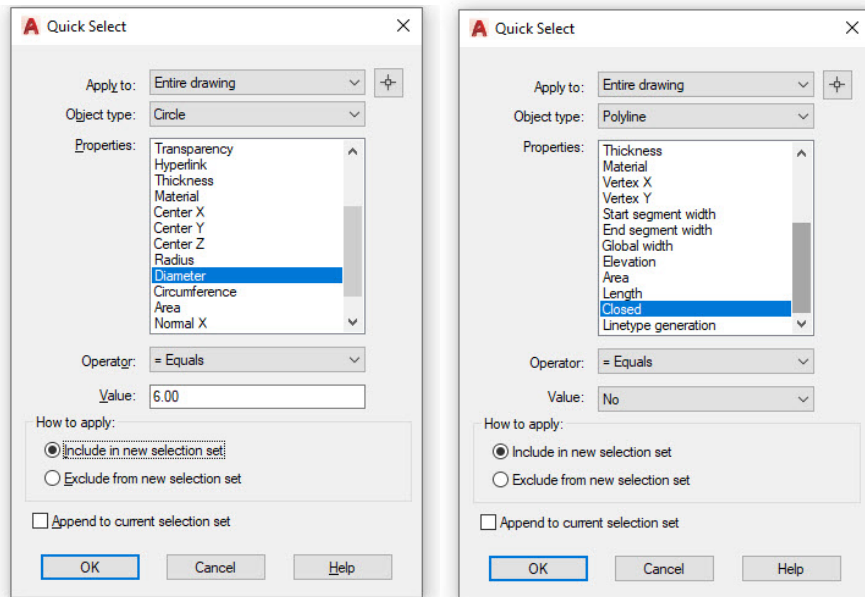 Quick Select
Apply to: Entire drawing
Object type: Circle
Properties:
Transparency
Hyperlink
Thickness
Material
Center X
Center Y
Center Z
Radius
Diameter
Circumference
Area
Normal X
Operator: = Equals
Value: 6.00
How to apply:
Include in new selection set
Exclude from new selection set
Append to current selection set
OK Cancel Help
Quick Select
Apply to: Entire drawing
Object type: Polyline
Properties:
Thickness
Material
Vertex X
Vertex Y
Start segment width
End segment width
Global width
Elevation
Area
Length
Closed
Linetype generation
Operator: = Equals
Value: No
How to apply:
Include in new selection set
Exclude from new selection set
Append to current selection set
OK Cancel Help